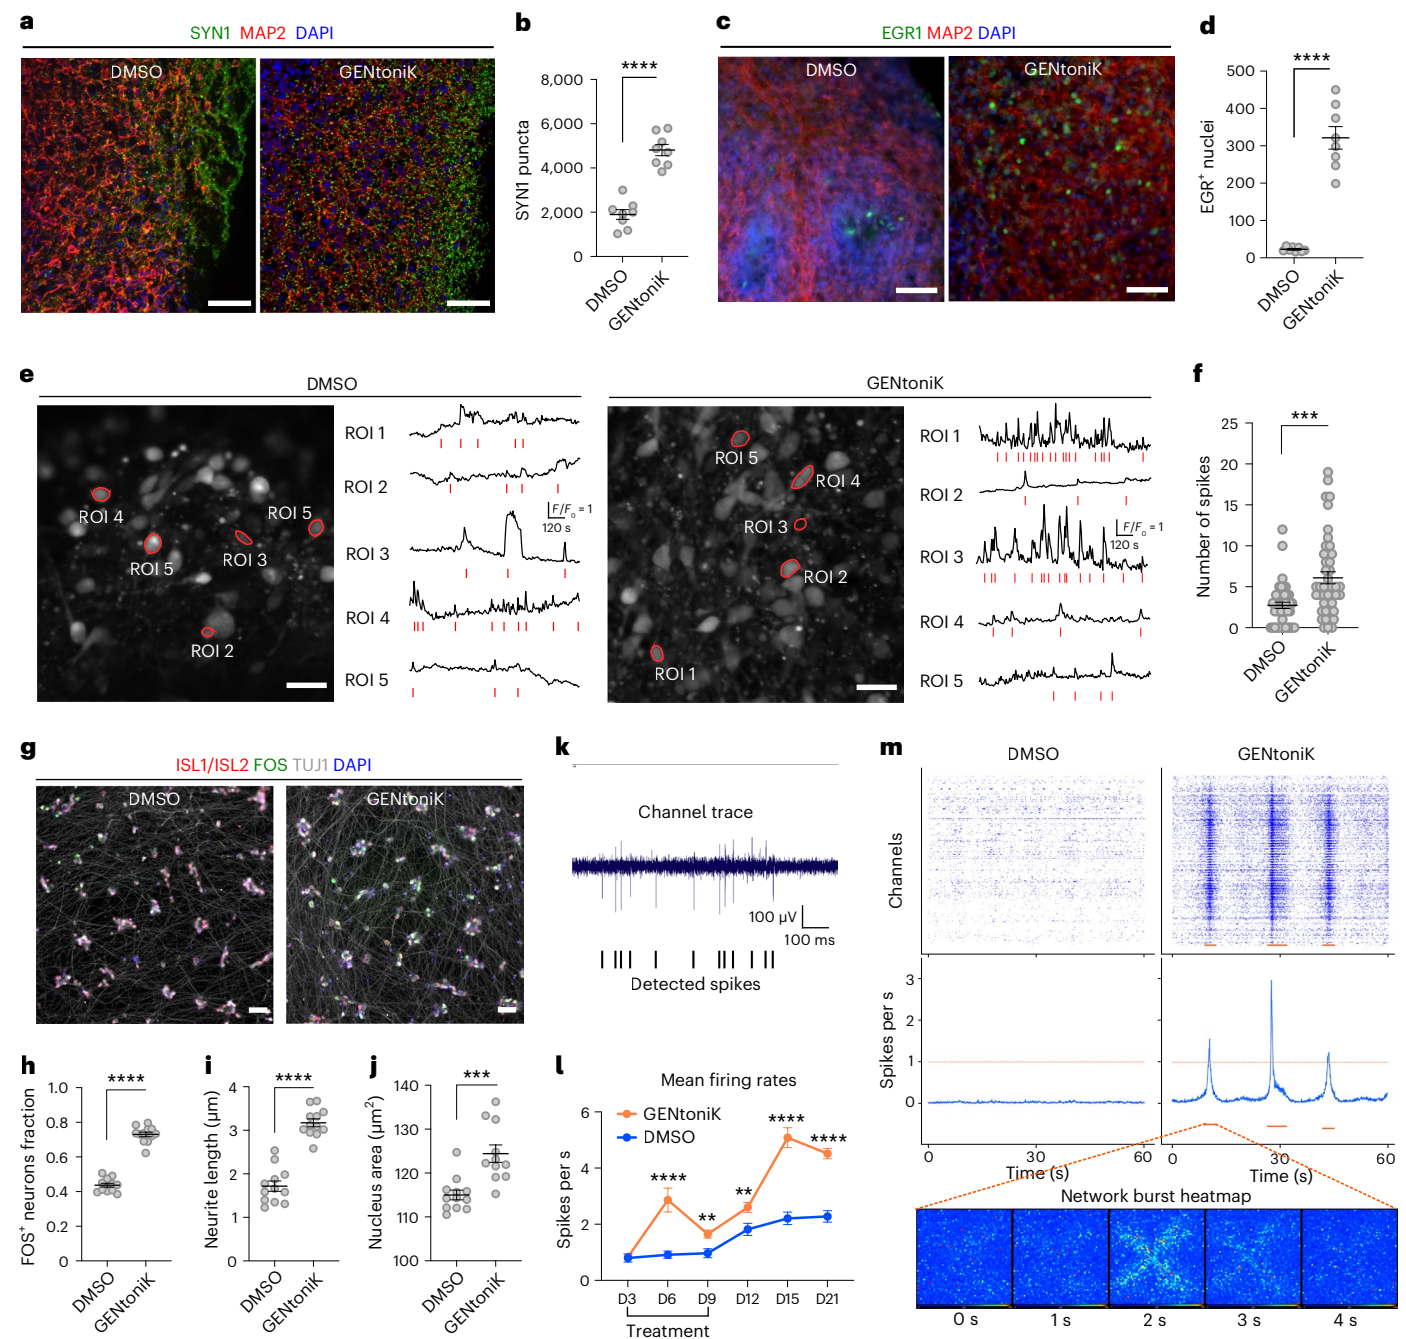 a
SYN1 MAP2 DAPI
DMSO
GENtoniK
b
****
8,000
6,000
4,000
2,000
0
SYN1 puncta
DMSO
GENtoniK
c
EGR1 MAP2 DAPI
DMSO
GENtoniK
d
****
500
400
300
200
100
0
EGR+ nuclei
DMSO
GENtoniK
e
DMSO
ROI 4
ROI 5
ROI 5
ROI 3
ROI 2
ROI 1
ROI 2
ROI 3
ROI 4
ROI 5
F/F0 = 1
120 s
GENtoniK
ROI 5
ROI 4
ROI 3
ROI 2
ROI 1
ROI 1
ROI 2
ROI 3
ROI 4
ROI 5
F/F0 = 1
120 s
f
***
25
20
15
10
5
0
Number of spikes
DMSO
GENtoniK
g
ISL1/ISL2 FOS TUJ1 DAPI
DMSO
GENtoniK
h
****
1.0
0.8
0.6
0.4
0.2
0
FOS+ neurons fraction
DMSO
GENtoniK
i
****
4
3
2
1
0
Neurite length (μm)
DMSO
GENtoniK
j
***
140
130
120
110
100
Nucleus area (μm2)
DMSO
GENtoniK
k
Channel trace
100 μV
100 ms
Detected spikes
l
Mean firing rates
GENtoniK
DMSO
6
4
2
0
Spikes per s
****
**
**
****
****
D3 D6 D9 D12 D15 D21
Treatment
m
DMSO
GENtoniK
Channels
Spikes per s
3
2
1
0
0 30 60
Time (s)
0 30 60
Time (s)
Network burst heatmap
0 s 1 s 2 s 3 s 4 s